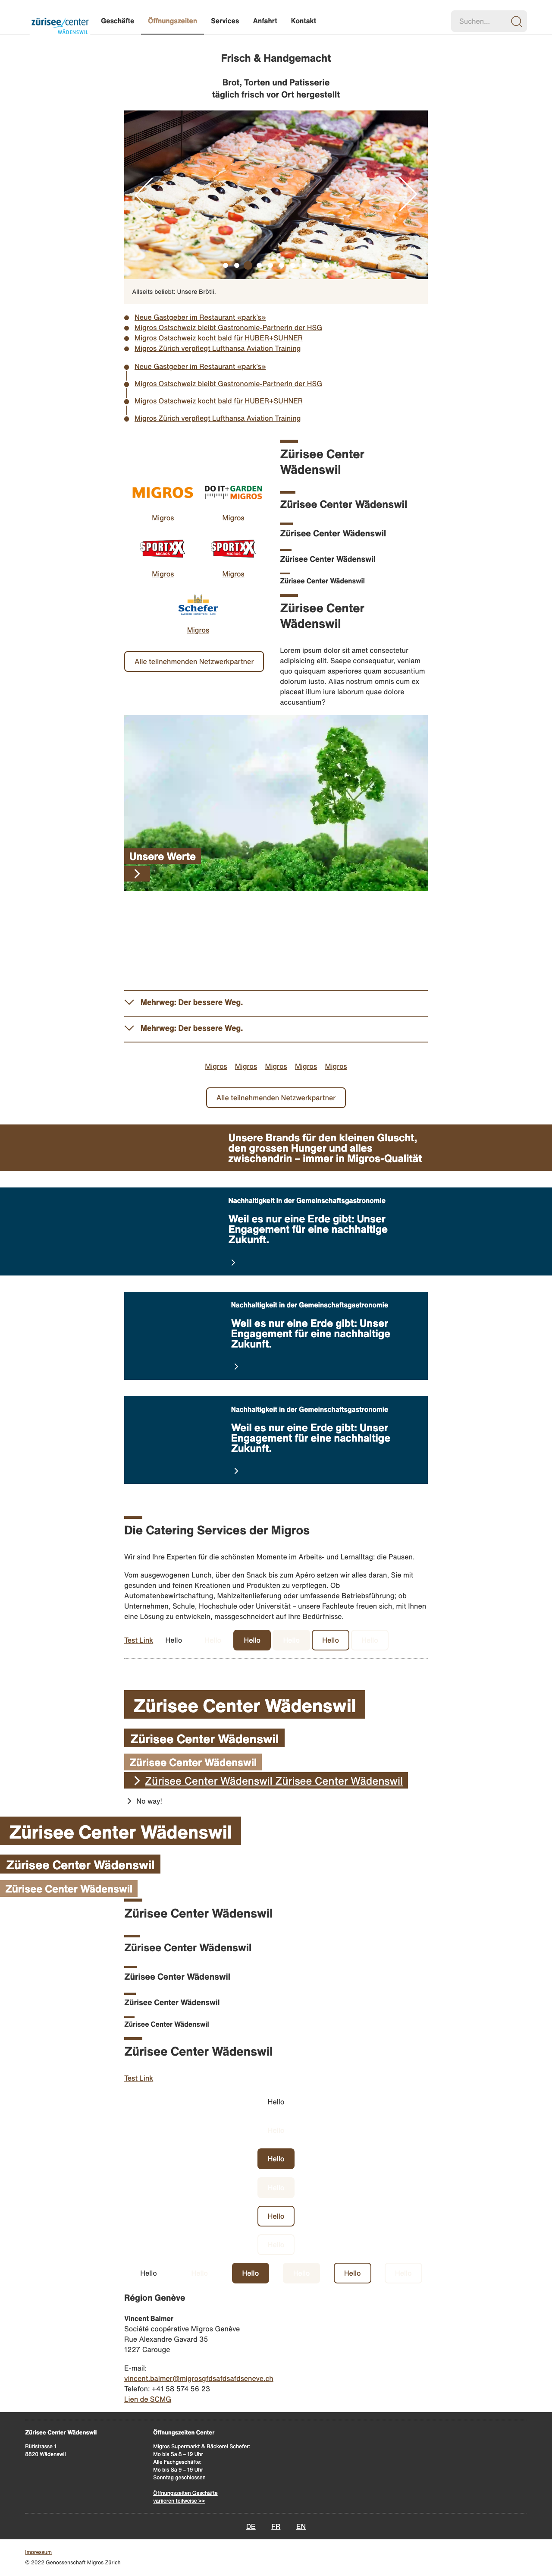 zürisee/center
WÄDENSWIL
Geschäfte Öffnungszeiten Services Anfahrt Kontakt
Suchen...
Frisch & Handgemacht
Brot, Torten und Patisserie
täglich frisch vor Ort hergestellt
Allseits beliebt: Unsere Brötli.
Neue Gastgeber im Restaurant «park's»
Migros Ostschweiz bleibt Gastronomie-Partnerin der HSG
Migros Ostschweiz kocht bald für HUBER+SUHNER
Migros Zürich verpflegt Lufthansa Aviation Training
Neue Gastgeber im Restaurant «park's»
Migros Ostschweiz bleibt Gastronomie-Partnerin der HSG
Migros Ostschweiz kocht bald für HUBER+SUHNER
Migros Zürich verpflegt Lufthansa Aviation Training
MIGROS
DO IT+GARDEN
MIGROS
Migros Migros
SPORTXX
MIGROS
SPORTXX
MIGROS
Migros Migros
Schefer
Migros
Alle teilnehmenden Netzwerkpartner
Zürisee Center
Wädenswil
Zürisee Center Wädenswil
Zürisee Center Wädenswil
Zürisee Center Wädenswil
Zürisee Center Wädenswil
Zürisee Center
Wädenswil
Lorem ipsum dolor sit amet consectetur
adipisicing elit. Saepe consequatur, veniam
quo quisquam asperiores quam accusantium
dolorum iusto. Alias nostrum omnis cum ex
placeat illum iure laborum quae dolore
accusantium?
Unsere Werte
Mehrweg: Der bessere Weg.
Mehrweg: Der bessere Weg.
Migros Migros Migros Migros Migros
Alle teilnehmenden Netzwerkpartner
Unsere Brands für den kleinen Gluscht,
den grossen Hunger und alles
zwischendrin – immer in Migros-Qualität
Nachhaltigkeit in der Gemeinschaftsgastronomie
Weil es nur eine Erde gibt: Unser
Engagement für eine nachhaltige
Zukunft.
Nachhaltigkeit in der Gemeinschaftsgastronomie
Weil es nur eine Erde gibt: Unser
Engagement für eine nachhaltige
Zukunft.
Nachhaltigkeit in der Gemeinschaftsgastronomie
Weil es nur eine Erde gibt: Unser
Engagement für eine nachhaltige
Zukunft.
Die Catering Services der Migros
Wir sind Ihre Experten für die schönsten Momente im Arbeits- und Lernalltag: die Pausen.
Vom ausgewogenen Lunch, über den Snack bis zum Apéro setzen wir alles daran, Sie mit
gesunden und feinen Kreationen und Produkten zu verpflegen. Ob
Automatenbewirtschaftung, Mahlzeitenlieferung oder umfassende Betriebsführung; ob
Unternehmen, Schule, Hochschule oder Universität – unsere Fachleute freuen sich, mit Ihnen
eine Lösung zu entwickeln, massgeschneidert auf Ihre Bedürfnisse.
Test Link Hello Hello Hello
Zürisee Center Wädenswil
Zürisee Center Wädenswil
Zürisee Center Wädenswil
Zürisee Center Wädenswil Zürisee Center Wädenswil
No way!
Zürisee Center Wädenswil
Zürisee Center Wädenswil
Zürisee Center Wädenswil
Zürisee Center Wädenswil
Zürisee Center Wädenswil
Zürisee Center Wädenswil
Zürisee Center Wädenswil
Zürisee Center Wädenswil
Zürisee Center Wädenswil
Test Link
Hello
Hello
Hello
Hello Hello Hello
Région Genève
Vincent Balmer
Société coopérative Migros Genève
Rue Alexandre Gavard 35
1227 Carouge
E-mail:
vincent.balmer@migrosgfdsafdsafdseneve.ch
Telefon: +41 58 574 56 23
Lien de SCMG
Zürisee Center Wädenswil
Rütistrasse 1
8820 Wädenswil
Öffnungszeiten Center
Migros Supermarkt & Bäckerei Schefer:
Mo bis Sa 8 – 19 Uhr
Alle Fachgeschäfte:
Mo bis Sa 9 – 19 Uhr
Sonntag geschlossen
Öffnungszeiten Geschäfte
variieren teilweise >>
DE FR EN
Impressum
© 2022 Genossenschaft Migros Zürich